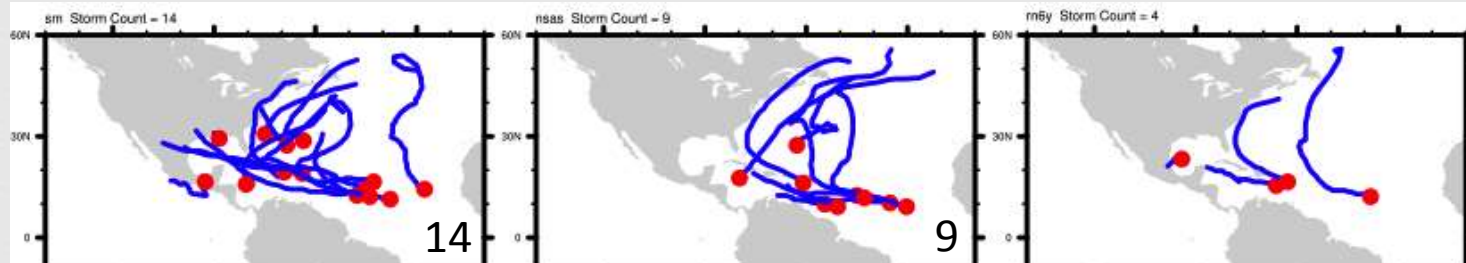 sm Storm Count = 14
60N
30N
0
14
nsas Storm Count = 9
60N
30N
0
9
rn6y Storm Count = 4
60N
30N
0